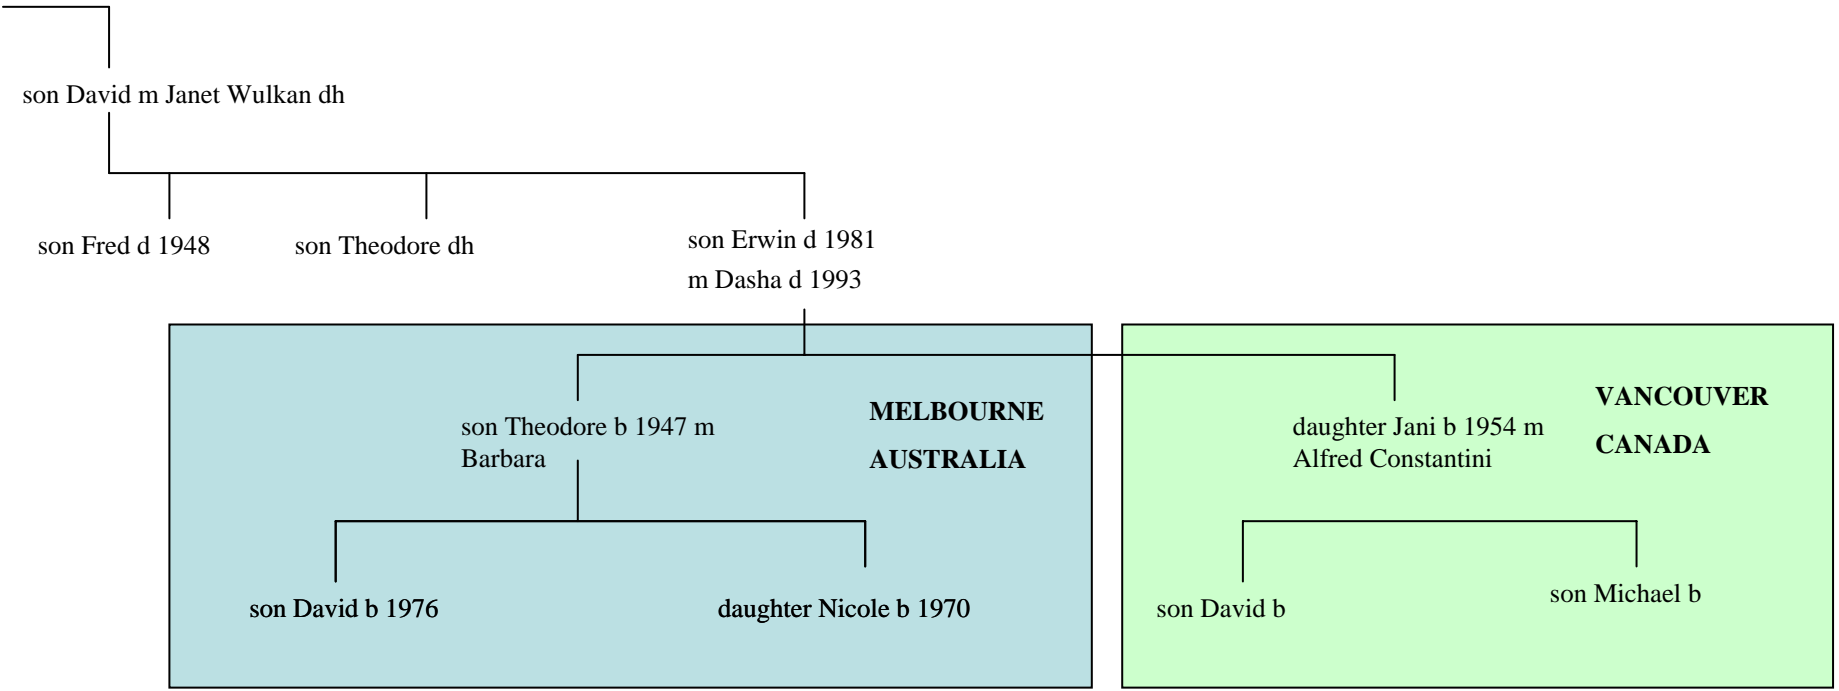 son David m Janet Wulkan dh
son Fred d 1948
son Theodore dh
son Erwin d 1981
m Dasha d 1993
son Theodore b 1947 m
Barbara
MELBOURNE
AUSTRALIA
daughter Jani b 1954 m
Alfred Constantini
VANCOUVER
CANADA
son David b 1976
daughter Nicole b 1970
son David b
son Michael b